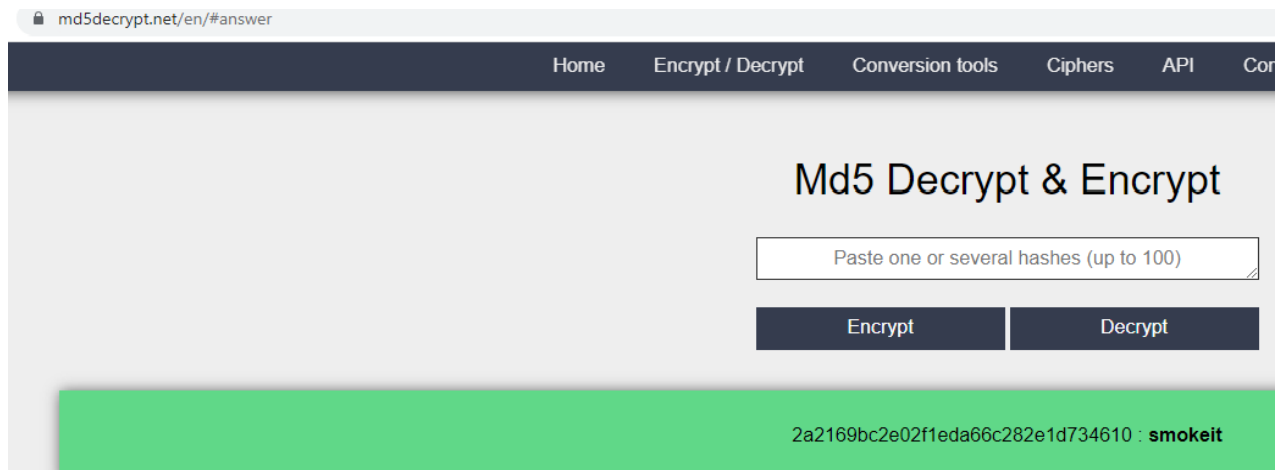 md5decrypt.net/en/#answer
Home Encrypt / Decrypt Conversion tools Ciphers API
Md5 Decrypt & Encrypt
Paste one or several hashes (up to 100)
Encrypt Decrypt
2a2169bc2e02f1eda66c282e1d734610 : smokeit